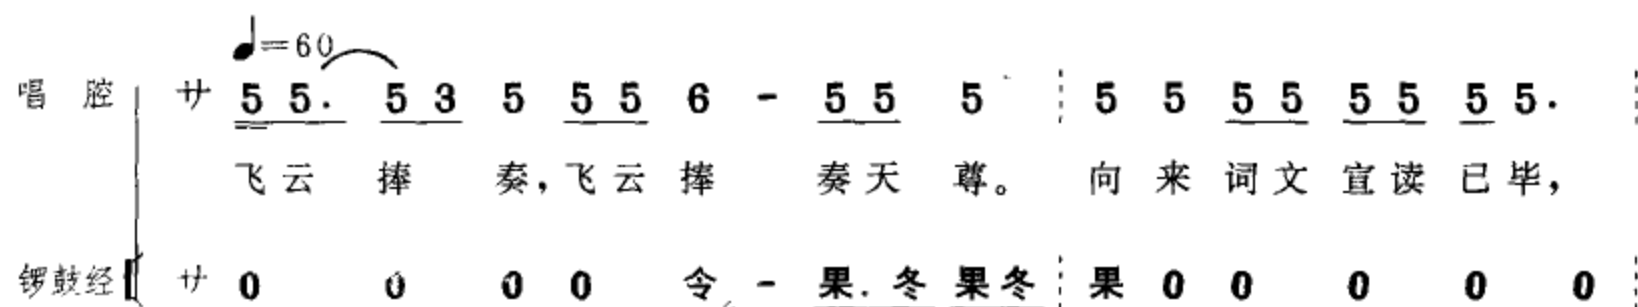 ♩=60
唱 腔 サ 5 5. 5 3 5 5 5 6 - 5 5 5 5 5 5 5 5 5 5 5.
飞云 捧 奏,飞云 捧 奏天 尊。 向 来 词文 宣读 已毕,
锣鼓经 サ 0 0 0 0 令 - 果.冬 果冬 果 0 0 0 0 0